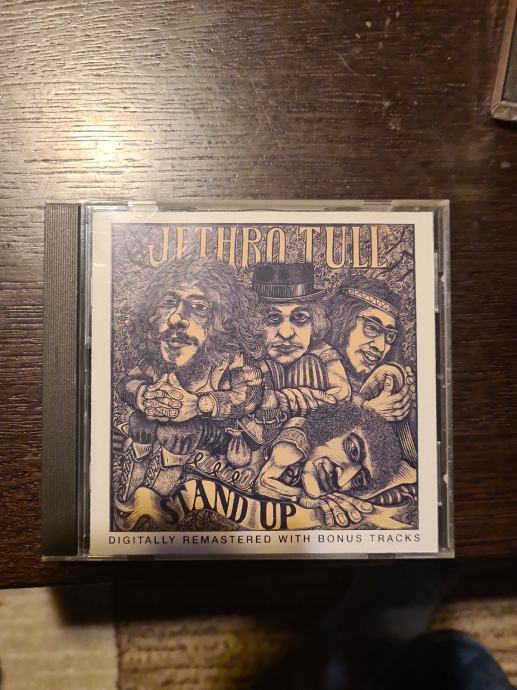 JETHRO TULL
STAND UP
DIGITALLY REMASTERED WITH BONUS TRACKS